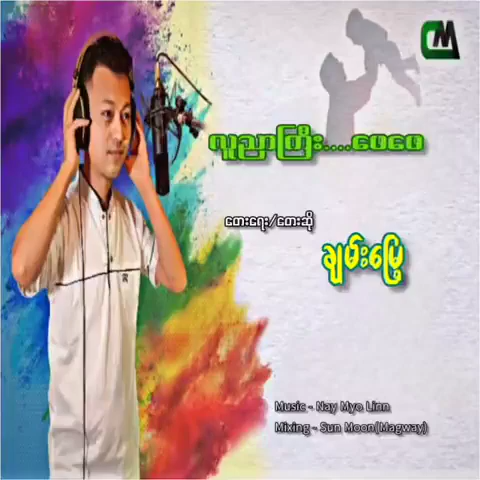 CM
လူညာကြီး....ဖေဖေ
တေးရေး/တေးဆို
ချမ်းမြေ့
Music - Nay Myo Linn
Mixing - Sun Moon(Magway)